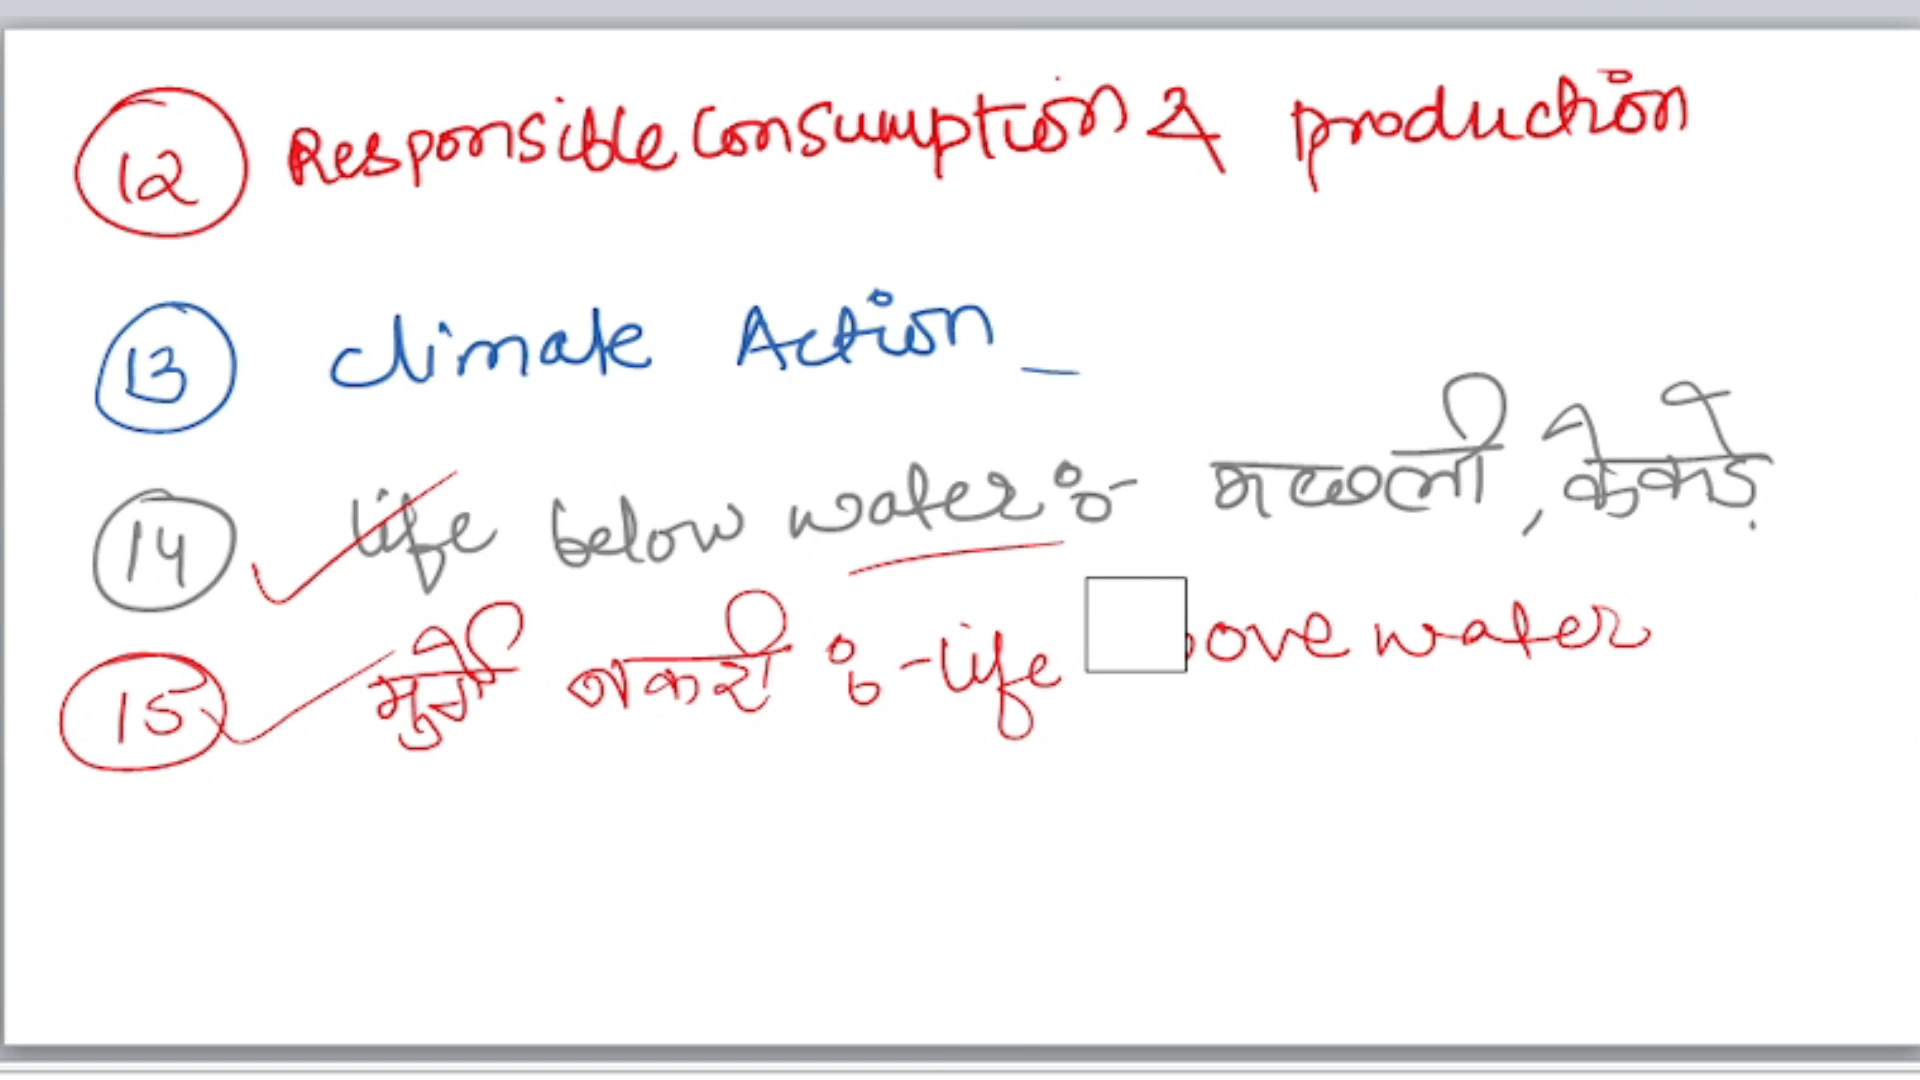 12 Responsible Consumption & production
13 Climate Action -
14 life below water :- मछली, केकड़े
15 मुर्गी बकरी :- life ove water